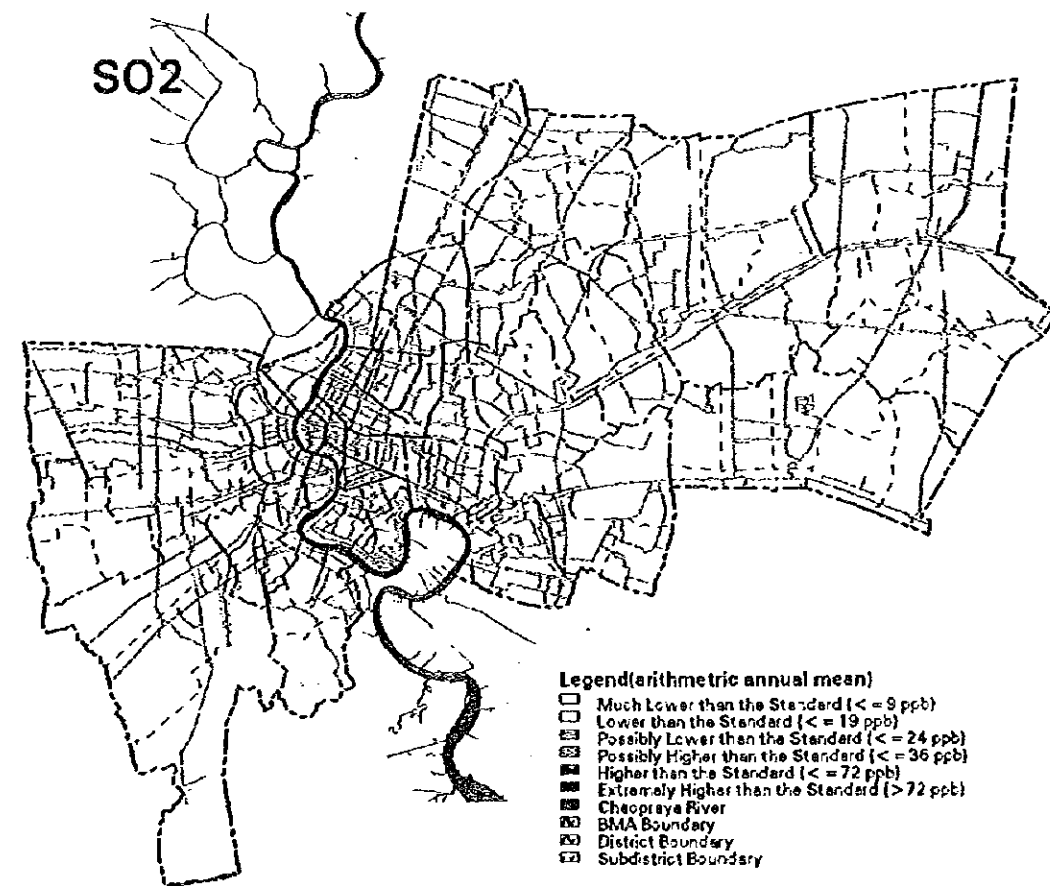 SO2
Legend(arithmetric annual mean)
Much Lower than the Standard (< = 9 ppb)
Lower than the Standard (< = 19 ppb)
Possibly Lower than the Standard (< = 24 ppb)
Possibly Higher than the Standard (< = 36 ppb)
Higher than the Standard (< = 72 ppb)
Extremely Higher than the Standard (>72 ppb)
Chaopraya River
BMA Boundary
District Boundary
Subdistrict Boundary